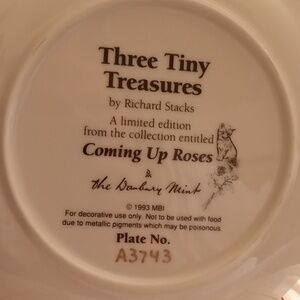 Three Tiny
Treasures
by Richard Stacks
A limited edition
from the collection entitled
Coming Up Roses
the Danbury Mint
© 1993 MBI
For decorative use only. Not to be used with food
due to metallic pigments which may be poisonous.
Plate No.
A3743